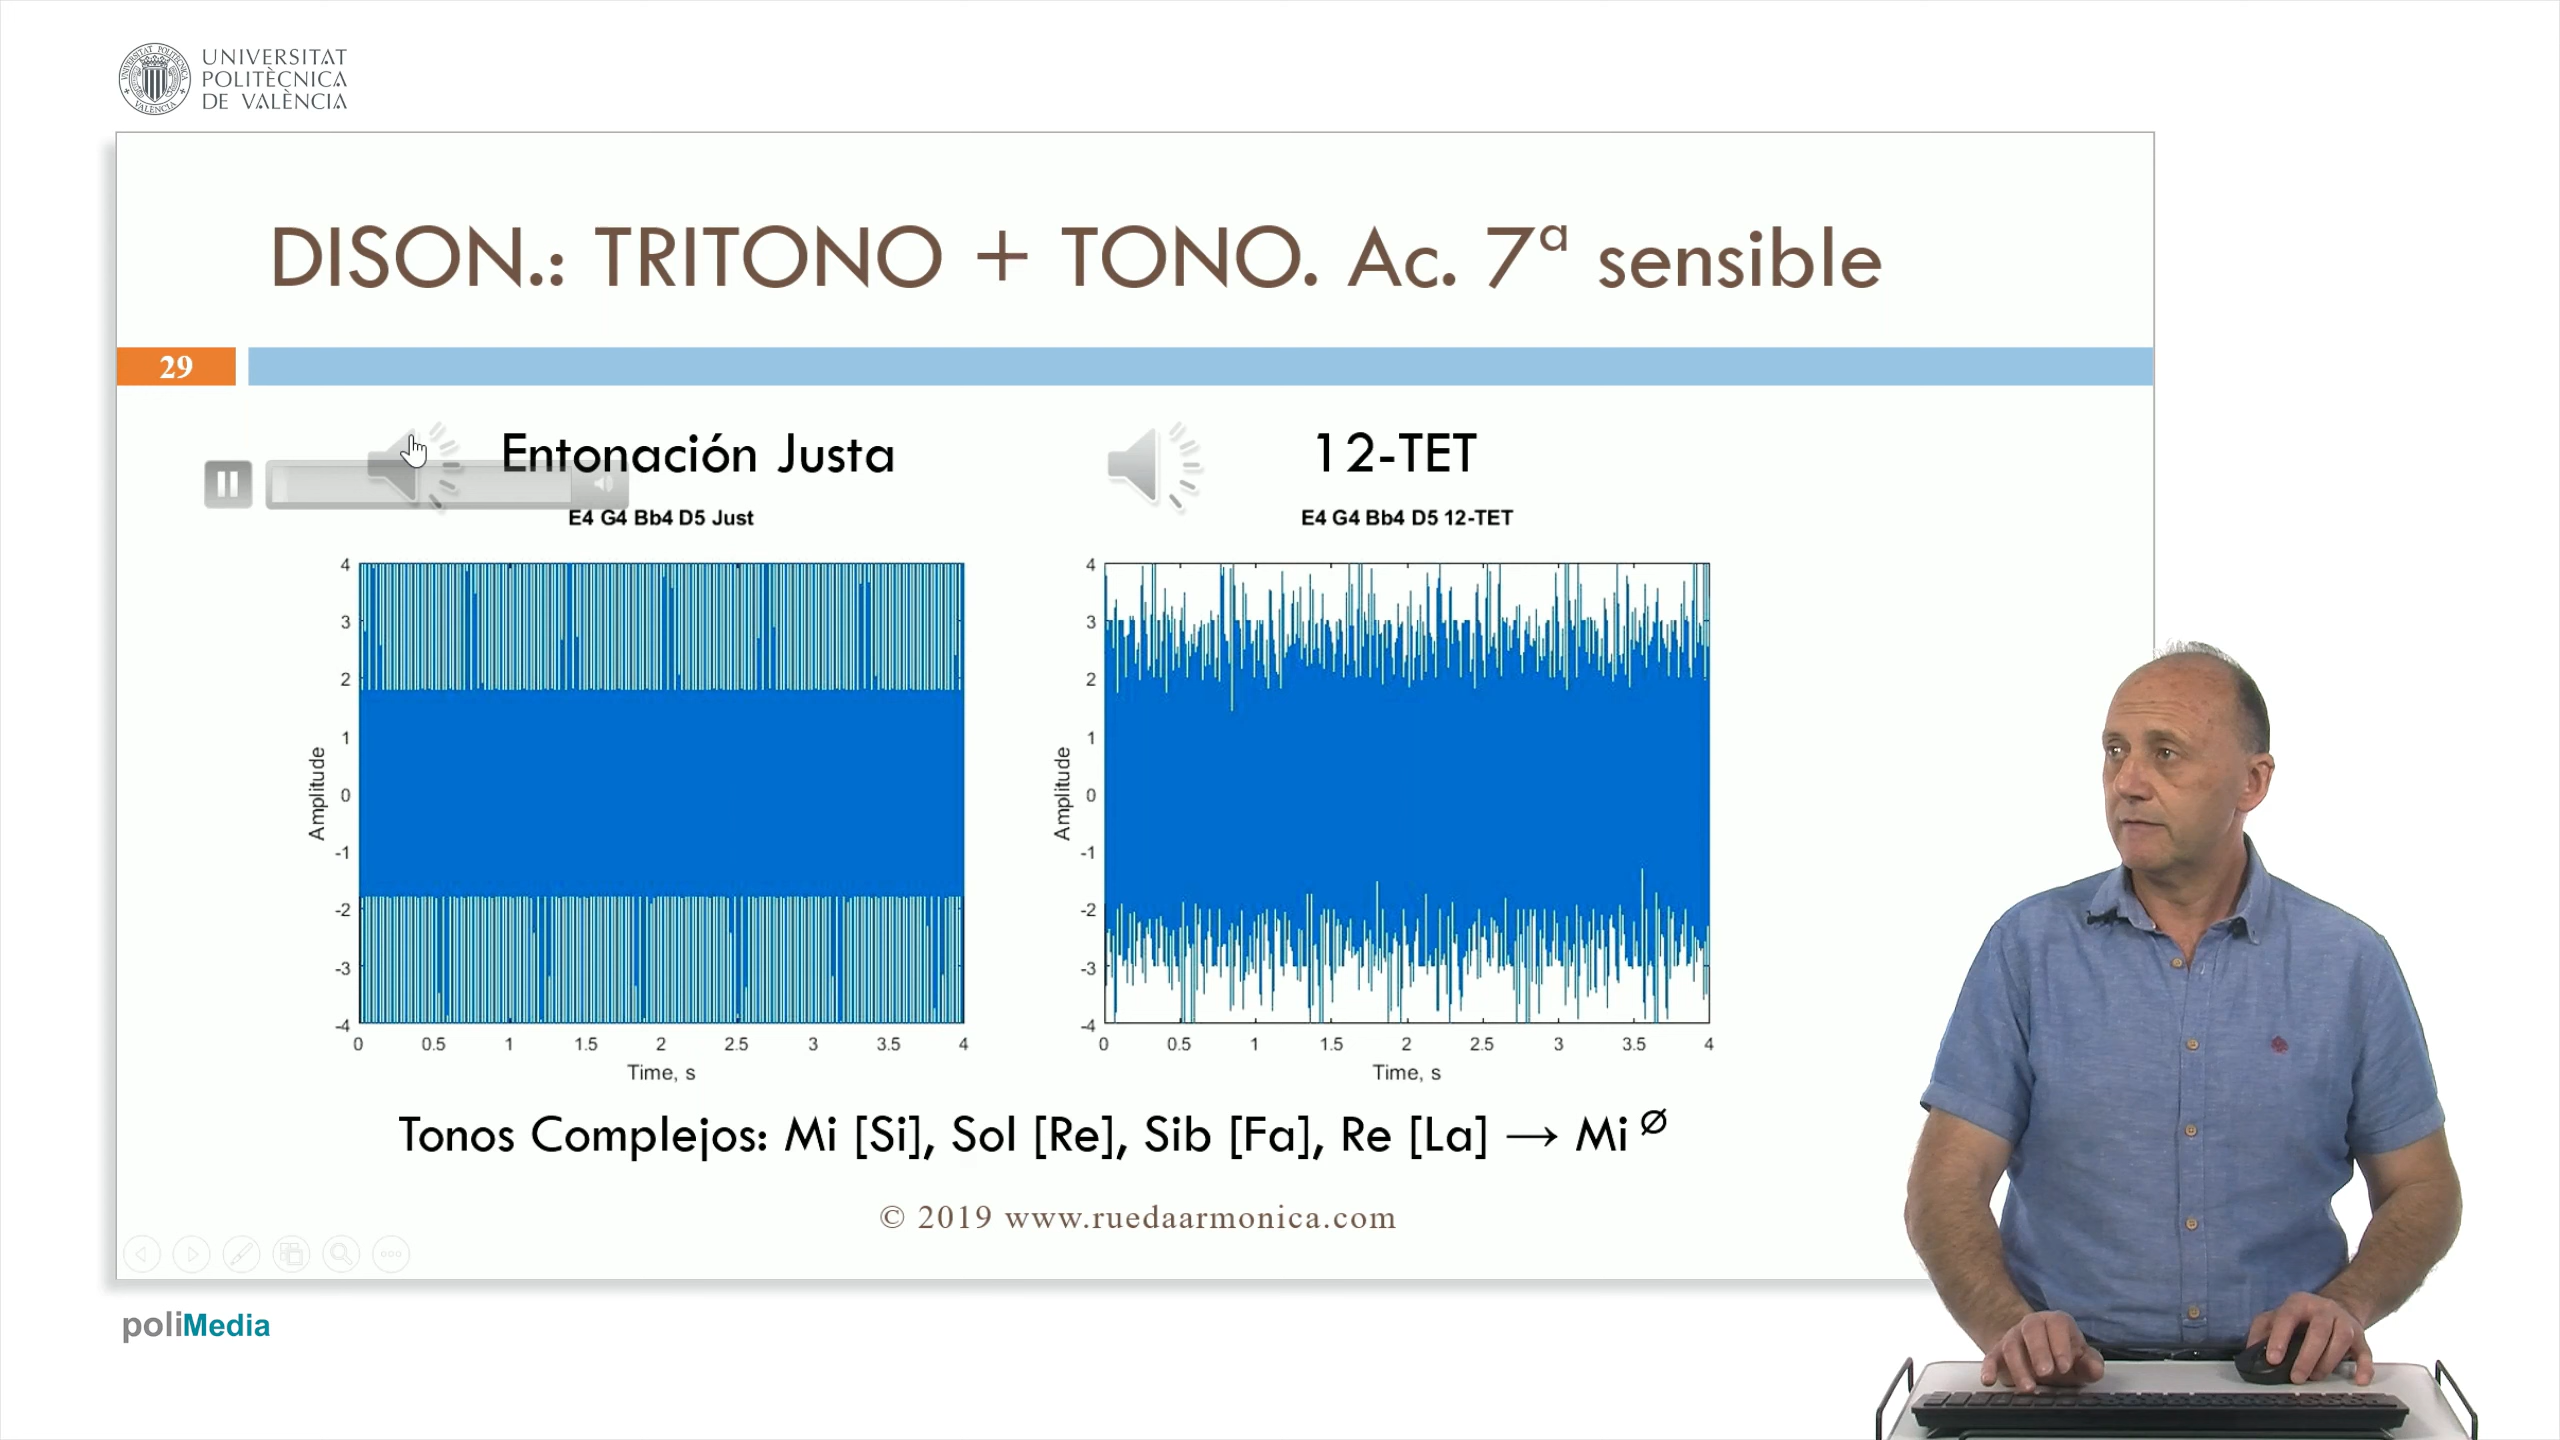 UNIVERSITAT
POLITÈCNICA
DE VALÈNCIA
DISON.: TRITONO + TONO. Ac. 7ª sensible
29
Entonación Justa
12-TET
E4 G4 Bb4 D5 Just
E4 G4 Bb4 D5 12-TET
4
3
2
1
0
-1
-2
-3
-4
Amplitude
0 0.5 1 1.5 2 2.5 3 3.5 4
Time, s
4
3
2
1
0
-1
-2
-3
-4
Amplitude
0 0.5 1 1.5 2 2.5 3 3.5 4
Time, s
Tonos Complejos: Mi [Si], Sol [Re], Sib [Fa], Re [La] → Mi ∅
© 2019 www.ruedaarmonica.com
poliMedia